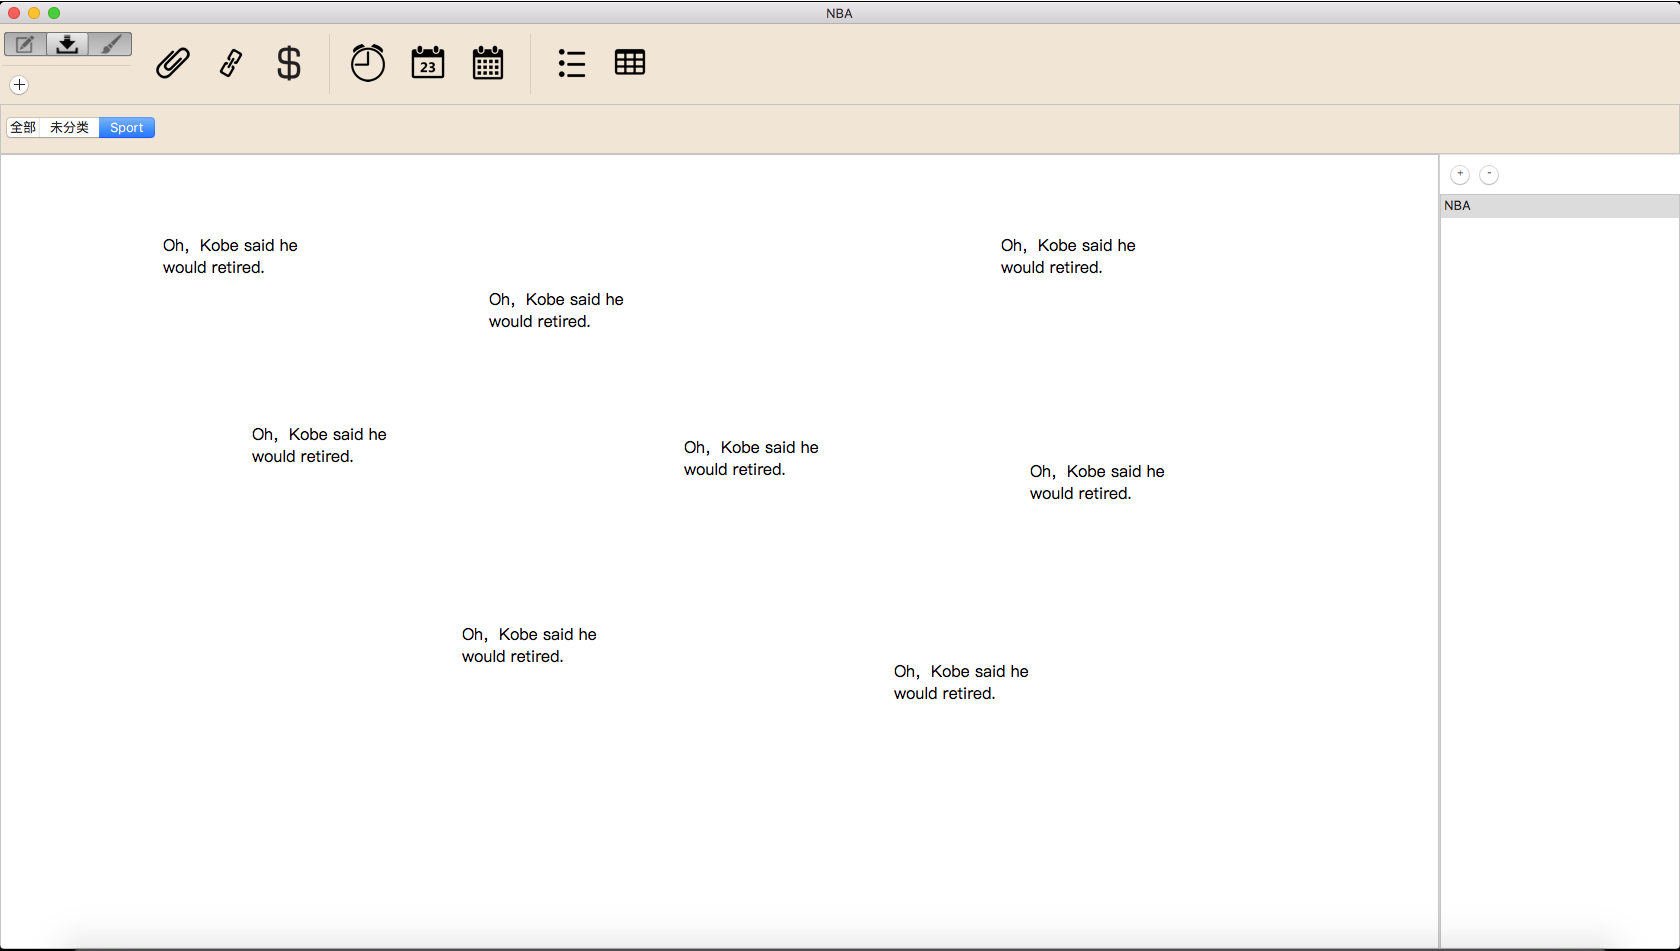 NBA
23
全部 未分类 Sport
+ -
NBA
Oh，Kobe said he
would retired.
Oh，Kobe said he
would retired.
Oh，Kobe said he
would retired.
Oh，Kobe said he
would retired.
Oh，Kobe said he
would retired.
Oh，Kobe said he
would retired.
Oh，Kobe said he
would retired.
Oh，Kobe said he
would retired.